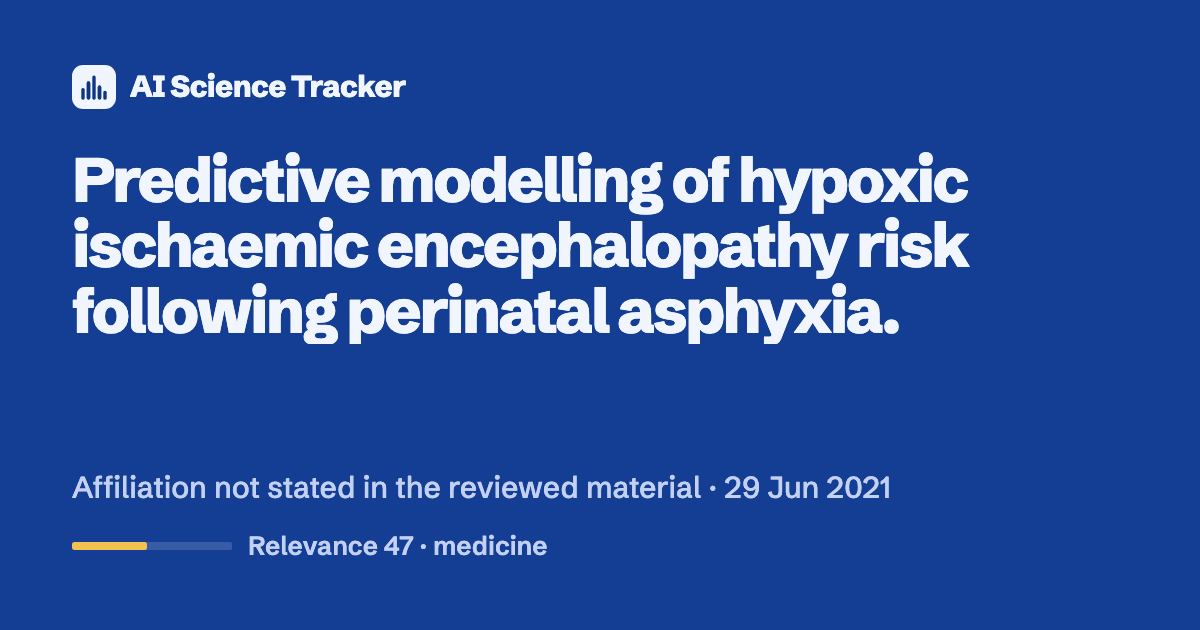 AI Science Tracker
Predictive modelling of hypoxic
ischaemic encephalopathy risk
following perinatal asphyxia.
Affiliation not stated in the reviewed material · 29 Jun 2021
Relevance 47 · medicine